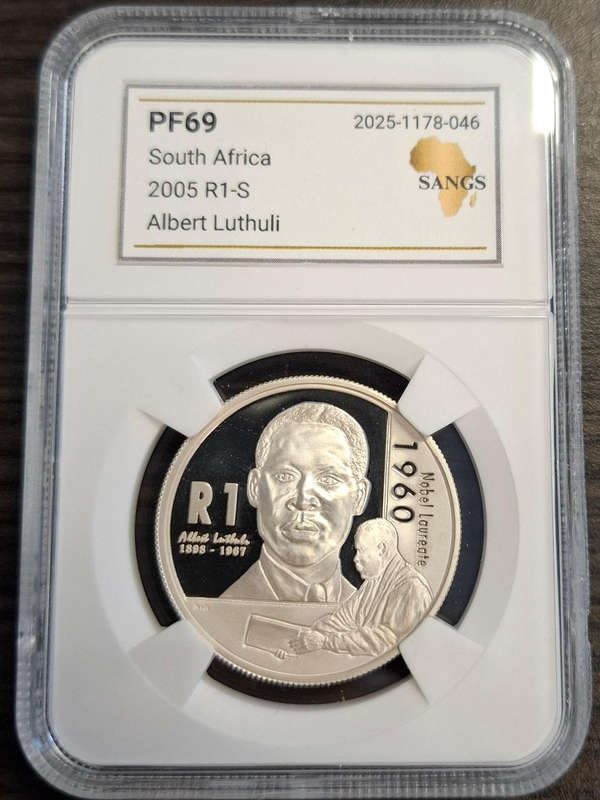 PF69
2025-1178-046
South Africa
2005 R1-S
Albert Luthuli
SANGS
R1
Albert Luthuli
1898 - 1967
1960
Nobel Laureate